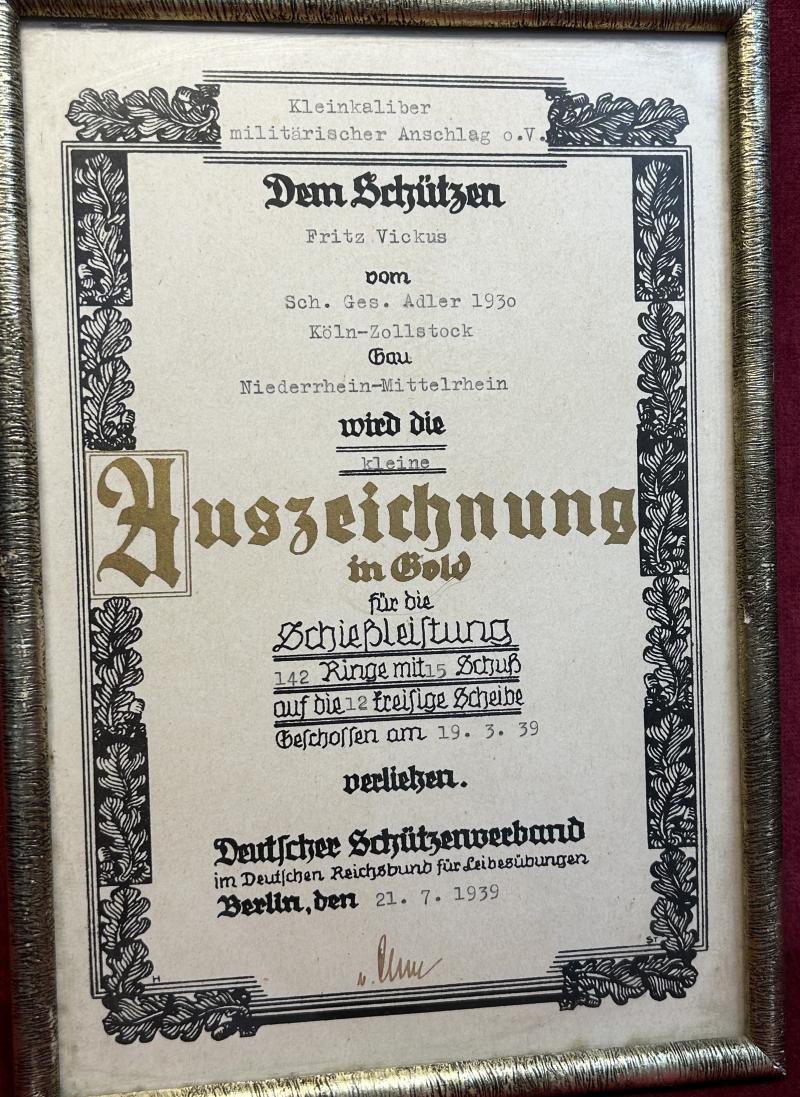 Kleinkaliber
militärischer Anschlag o.V.
Dem Schützen
Fritz Vickus
vom
Sch. Ges. Adler 1930
Köln-Zollstock
Gau
Niederrhein-Mittelrhein
wird die
kleine
Auszeichnung
in Gold
für die
Schießleistung
142 Ringe mit 15 Schuß
auf die 12 kreisige Scheibe
Geschossen am 19. 3. 39
verliehen.
Deutscher Schützenverband
im Deutschen Reichsbund für Leibesübungen
Berlin, den 21. 7. 1939
H
ST